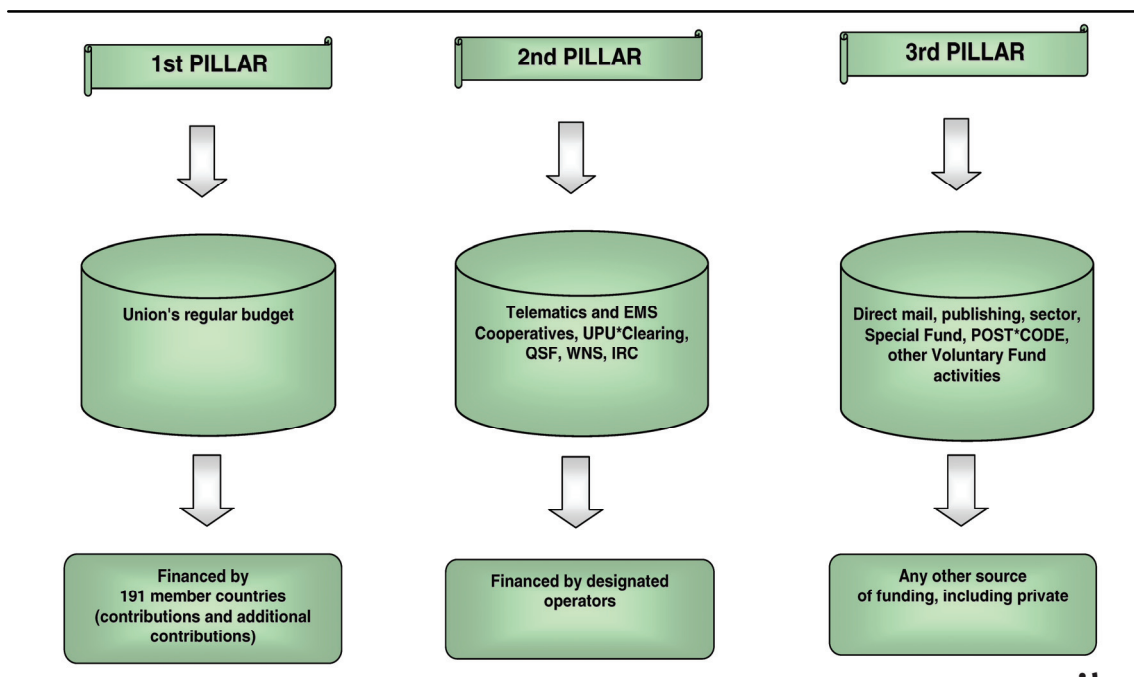 1st PILLAR
2nd PILLAR
3rd PILLAR
Union's regular budget
Telematics and EMS
Cooperatives, UPU*Clearing,
QSF, WNS, IRC
Direct mail, publishing, sector,
Special Fund, POST*CODE,
other Voluntary Fund
activities
Financed by
191 member countries
(contributions and additional
contributions)
Financed by designated
operators
Any other source
of funding, including private